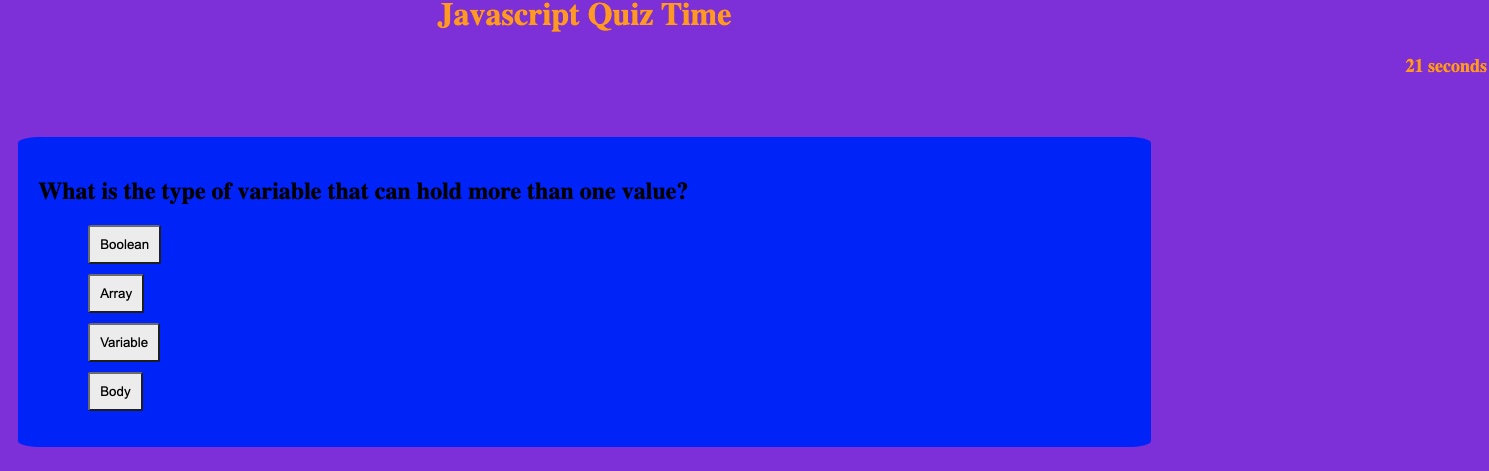 Javascript Quiz Time
21 seconds
What is the type of variable that can hold more than one value?
Boolean
Array
Variable
Body